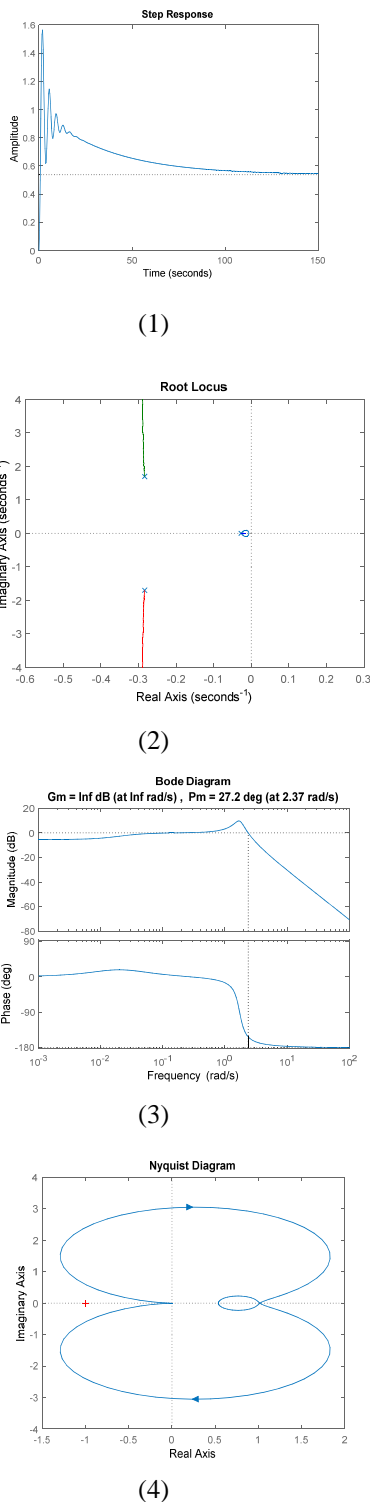 Step Response
1.6
1.4
1.2
1
0.8
0.6
0.4
0.2
0
Amplitude
0 50 100 150
Time (seconds)
(1)
Root Locus
4
3
2
1
0
-1
-2
-3
-4
Imaginary Axis (seconds⁻¹)
-0.6 -0.5 -0.4 -0.3 -0.2 -0.1 0 0.1 0.2 0.3
Real Axis (seconds⁻¹)
(2)
Bode Diagram
Gm = Inf dB (at Inf rad/s) , Pm = 27.2 deg (at 2.37 rad/s)
20
0
-20
-40
-60
-80
Magnitude (dB)
90
0
-90
-180
Phase (deg)
10⁻³ 10⁻² 10⁻¹ 10⁰ 10¹ 10²
Frequency (rad/s)
(3)
Nyquist Diagram
4
3
2
1
0
-1
-2
-3
-4
Imaginary Axis
-1.5 -1 -0.5 0 0.5 1 1.5 2
Real Axis
(4)